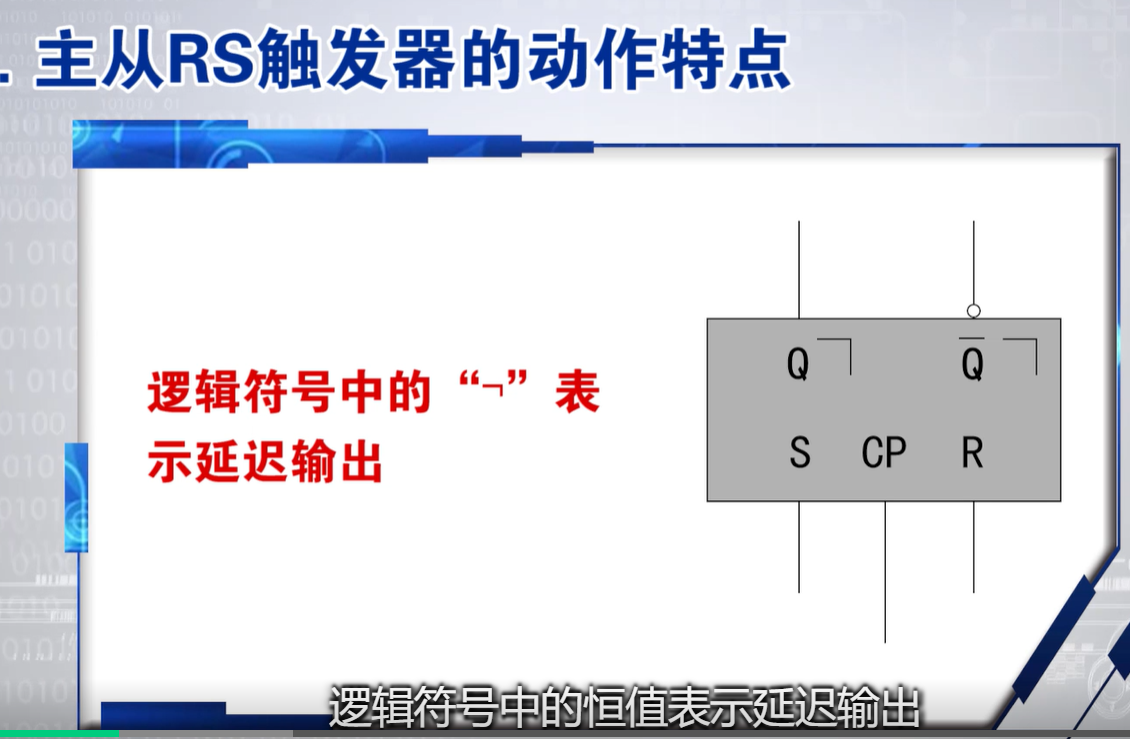 . 主从RS触发器的动作特点
逻辑符号中的“¬”表
示延迟输出
Q ¬ Q̅ ¬
S CP R
逻辑符号中的恒值表示延迟输出